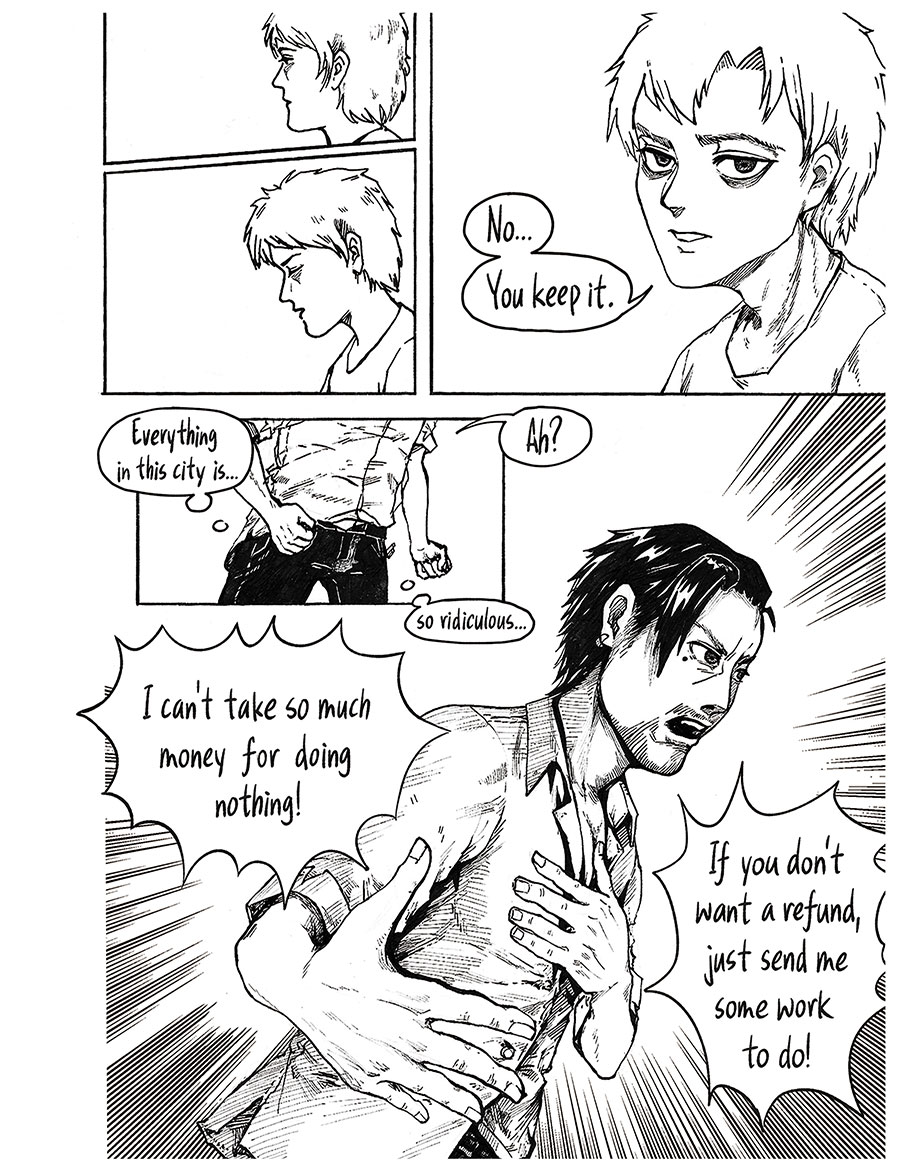 No...
You keep it.
Ah?
Everything
in this city is...
so ridiculous...
I can't take so much
money for doing
nothing!
If you don't
want a refund,
just send me
some work
to do!